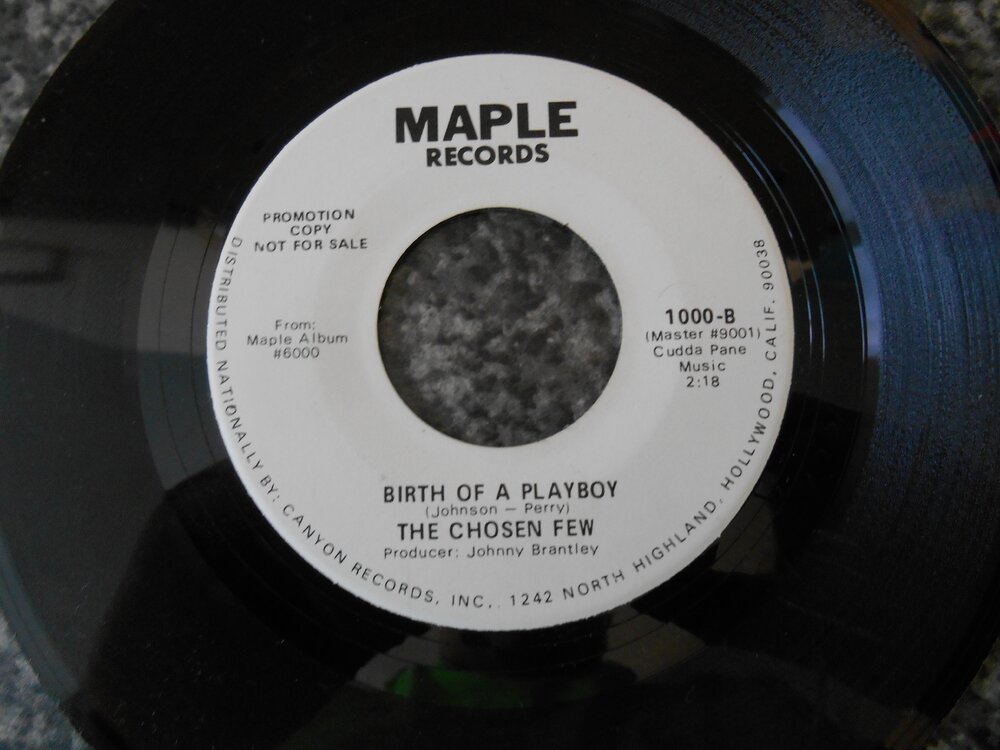 MAPLE
RECORDS
PROMOTION
COPY
NOT FOR SALE
From:
Maple Album
#6000
1000-B
(Master #9001)
Cudda Pane
Music
2:18
BIRTH OF A PLAYBOY
(Johnson — Perry)
THE CHOSEN FEW
Producer: Johnny Brantley
DISTRIBUTED NATIONALLY BY: CANYON RECORDS, INC., 1242 NORTH HIGHLAND, HOLLYWOOD, CALIF. 90038